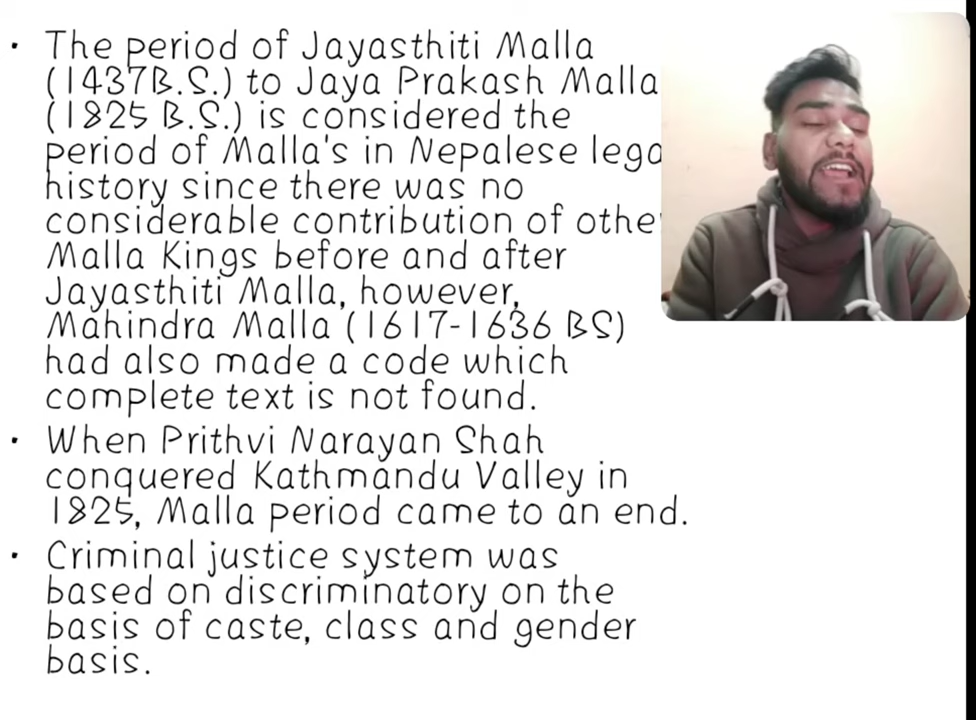 • The period of Jayasthiti Malla
(1437B.S.) to Jaya Prakash Malla
(1825 B.S.) is considered the
period of Malla's in Nepalese lega
history since there was no
considerable contribution of othe
Malla Kings before and after
Jayasthiti Malla, however,
Mahindra Malla (1617-1636 BS)
had also made a code which
complete text is not found.
• When Prithvi Narayan Shah
conquered Kathmandu Valley in
1825, Malla period came to an end.
• Criminal justice system was
based on discriminatory on the
basis of caste, class and gender
basis.